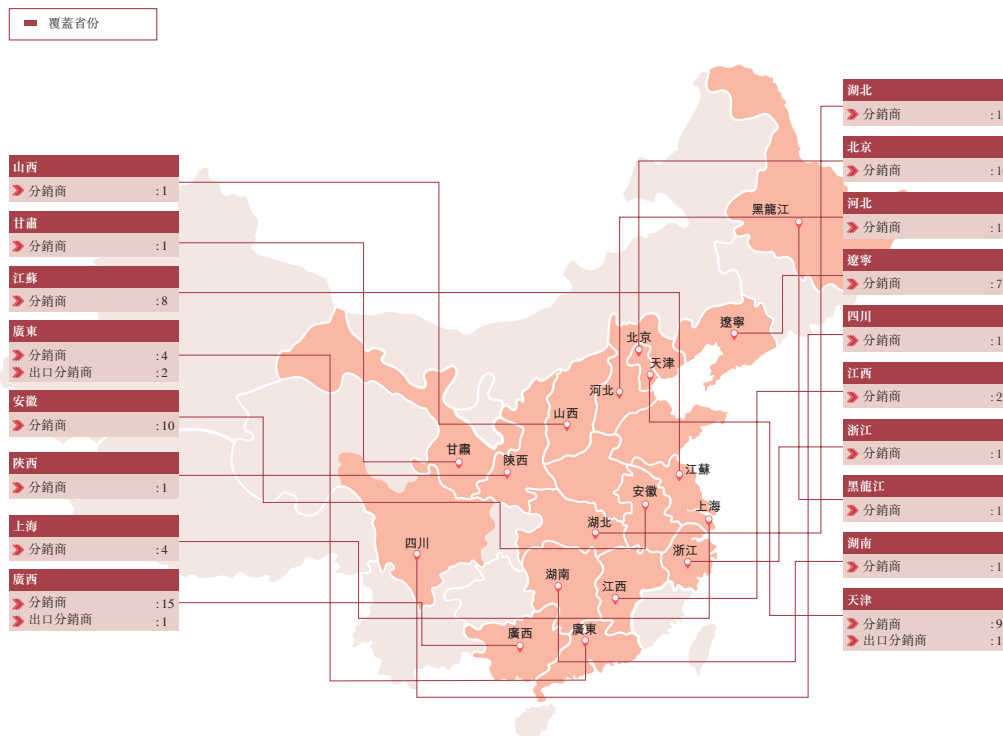 覆蓋省份
山西
分銷商 :1
甘肅
分銷商 :1
江蘇
分銷商 :8
廣東
分銷商 :4
出口分銷商 :2
安徽
分銷商 :10
陝西
分銷商 :1
上海
分銷商 :4
廣西
分銷商 :15
出口分銷商 :1
黑龍江
遼寧
北京
天津
河北
山西
甘肅
陝西
江蘇
安徽
上海
湖北
四川
浙江
湖南
江西
廣西
廣東
湖北
分銷商 :1
北京
分銷商 :1
河北
分銷商 :1
遼寧
分銷商 :7
四川
分銷商 :1
江西
分銷商 :2
浙江
分銷商 :1
黑龍江
分銷商 :1
湖南
分銷商 :1
天津
分銷商 :9
出口分銷商 :1